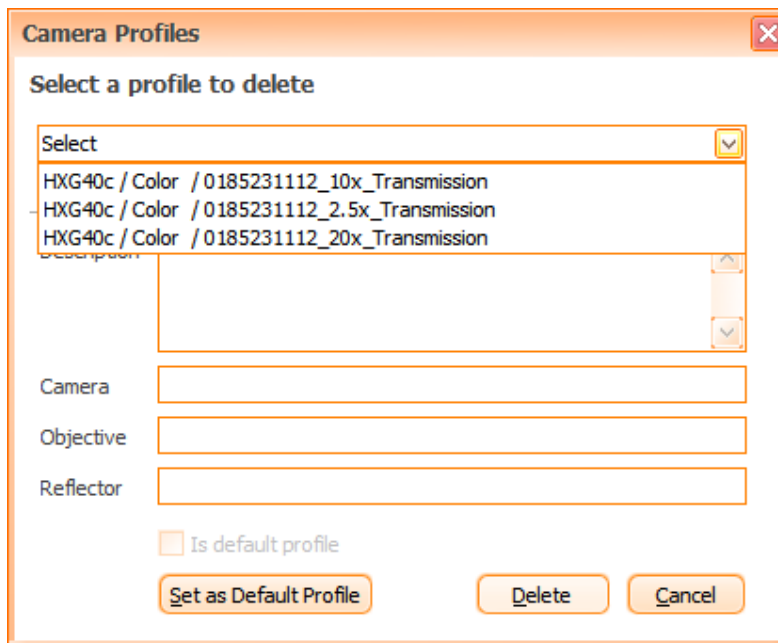 Camera Profiles
Select a profile to delete
Select
HXG40c / Color / 0185231112_10x_Transmission
HXG40c / Color / 0185231112_2.5x_Transmission
HXG40c / Color / 0185231112_20x_Transmission
Description
Camera
Objective
Reflector
Is default profile
Set as Default Profile Delete Cancel